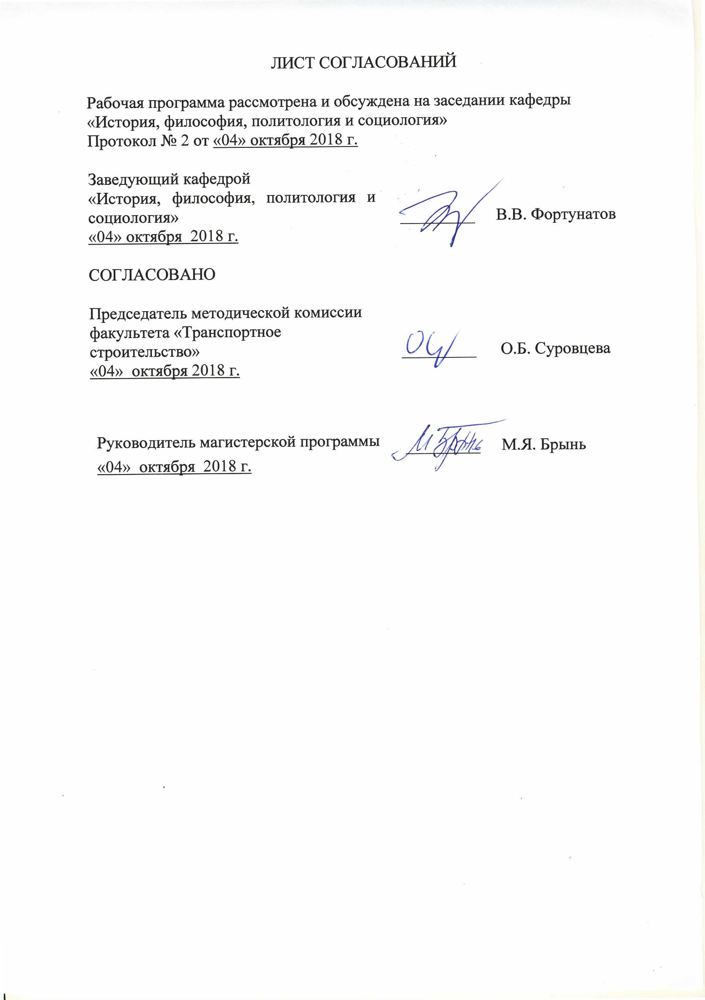 ЛИСТ СОГЛАСОВАНИЙ
Рабочая программа рассмотрена и обсуждена на заседании кафедры
«История, философия, политология и социология»
Протокол № 2 от «04» октября 2018 г.
Заведующий кафедрой
«История, философия, политология и
социология» В.В. Фортунатов
«04» октября 2018 г.
СОГЛАСОВАНО
Председатель методической комиссии
факультета «Транспортное
строительство» О.Б. Суровцева
«04» октября 2018 г.
Руководитель магистерской программы М.Я. Брынь
«04» октября 2018 г.